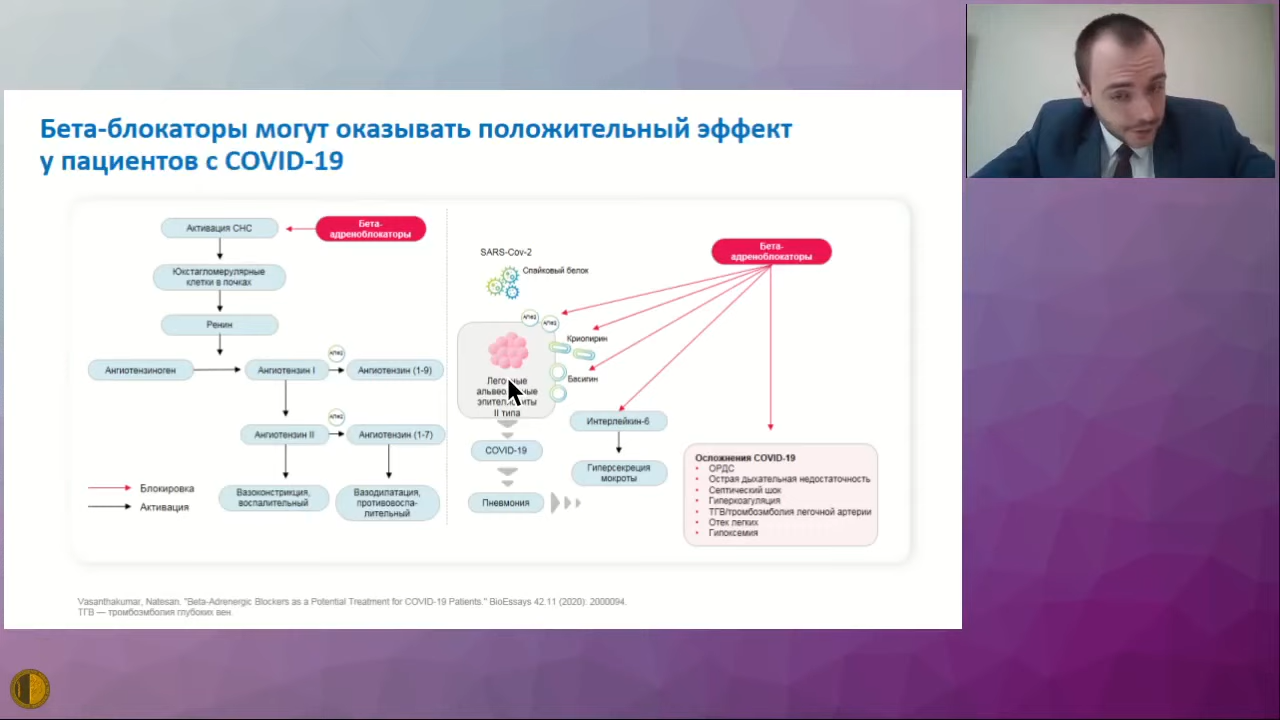 Бета-блокаторы могут оказывать положительный эффект
у пациентов с COVID-19
Активация СНС
Бета-
адреноблокаторы
Юкстагломерулярные
клетки в почках
Ренин
АПФ2
Ангиотензиноген
Ангиотензин I
Ангиотензин (1-9)
АПФ2
Ангиотензин II
Ангиотензин (1-7)
Блокировка
Активация
Вазоконстрикция,
воспалительный
Вазодилатация,
противовоспа-
лительный
SARS-Cov-2
Спайковый белок
Бета-
адреноблокаторы
АПФ2
АПФ2
Криопирин
Басигин
II типа
Интерлейкин-6
COVID-19
Гиперсекреция
мокроты
Пневмония
Осложнения COVID-19
• ОРДС
• Острая дыхательная недостаточность
• Септический шок
• Гиперкоагуляция
• ТГВ/тромбоэмболия легочной артерии
• Отек легких
• Гипоксемия
Vasanthakumar, Natesan. "Beta-Adrenergic Blockers as a Potential Treatment for COVID-19 Patients." BioEssays 42.11 (2020): 2000094.
ТГВ — тромбоэмболия глубоких вен.